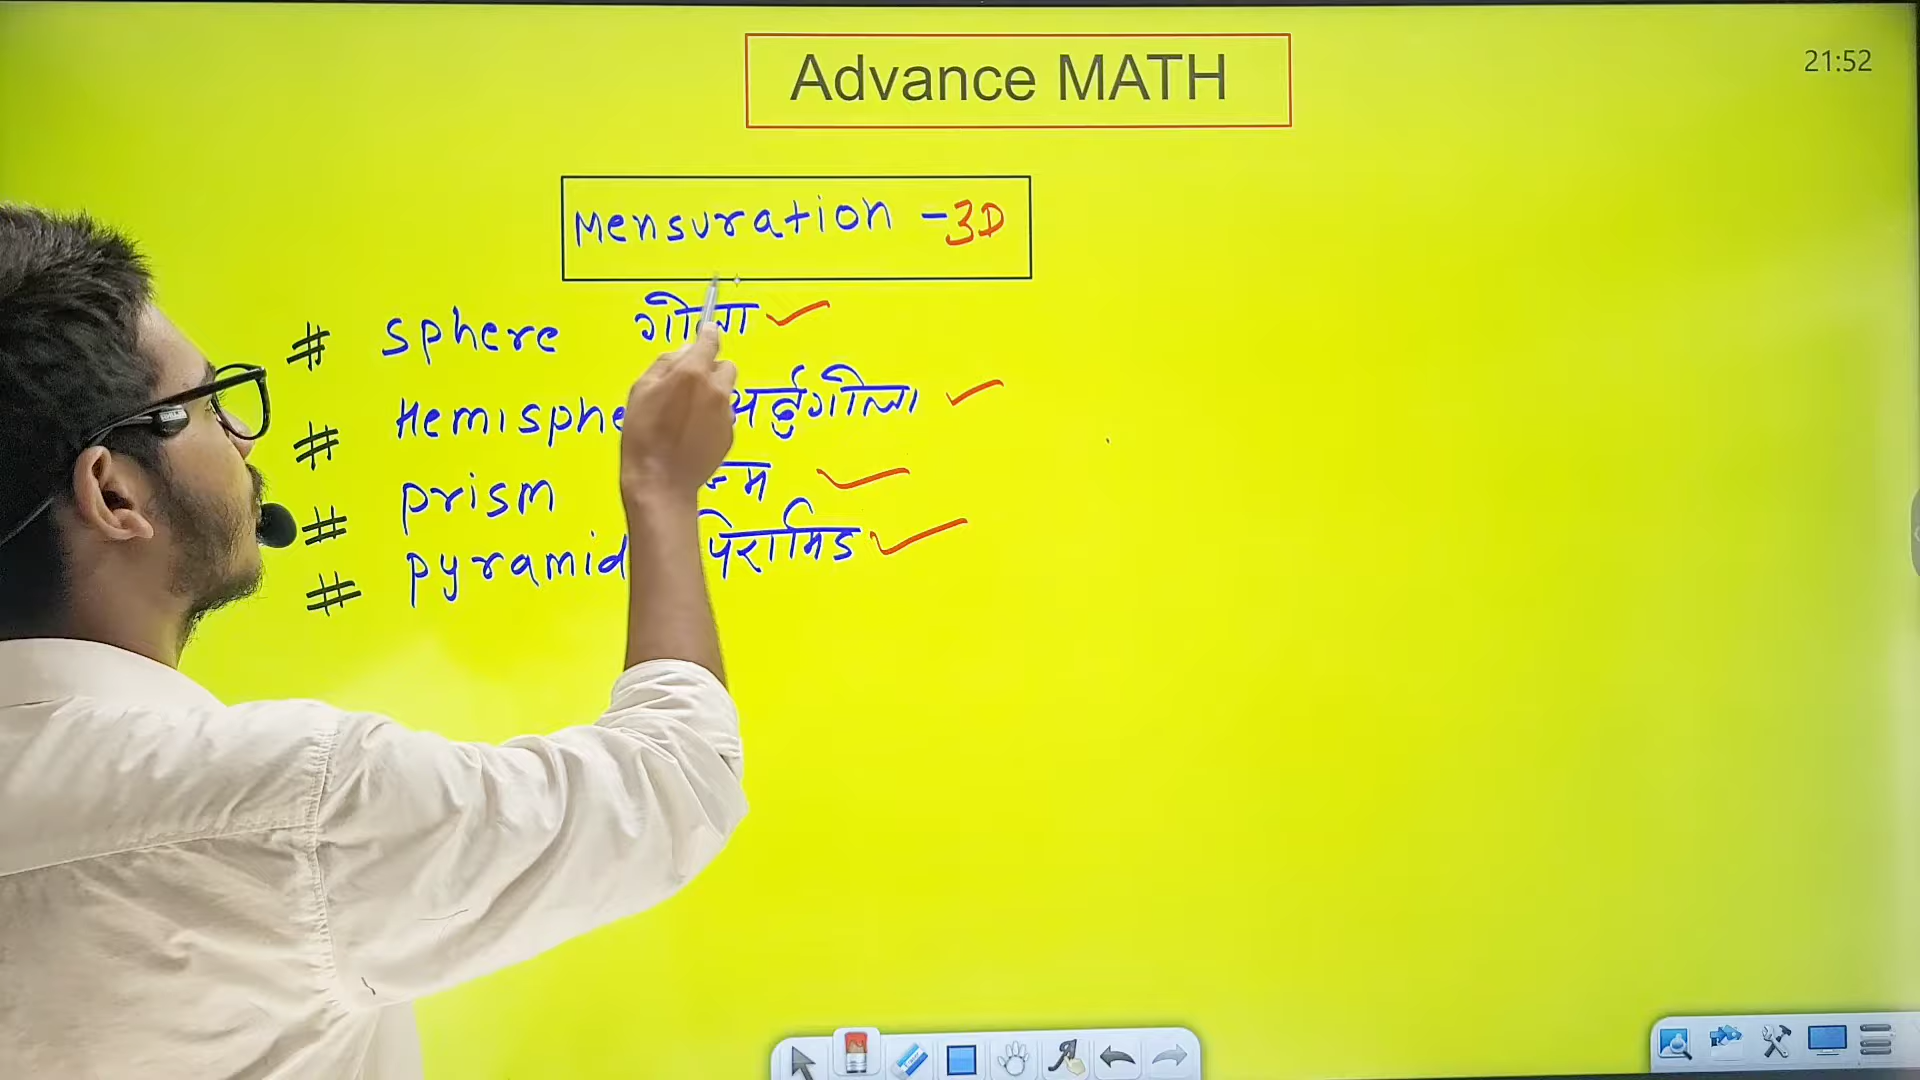 Advance MATH
21:52
Mensuration - 3D
# Sphere गोला ✓
# Hemisphe ✓
# prism ✓
# pyramid पिरामिड ✓